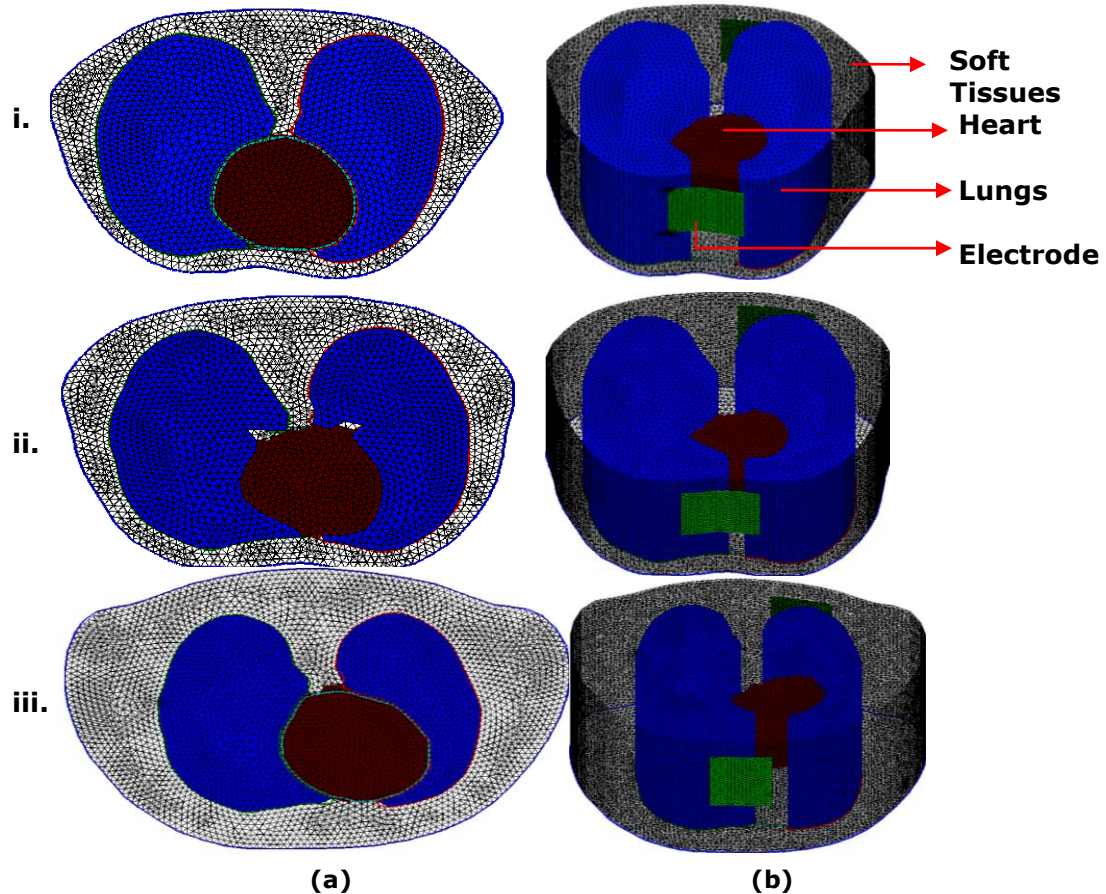 i.
Soft
Tissues
Heart
Lungs
Electrode
ii.
iii.
(a)
(b)